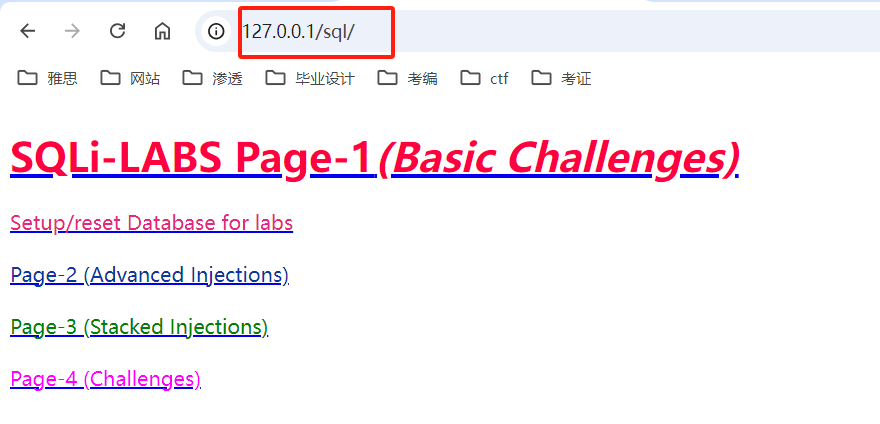 127.0.0.1/sql/
雅思 网站 渗透 毕业设计 考编 ctf 考证
SQLi-LABS Page-1(Basic Challenges)
Setup/reset Database for labs
Page-2 (Advanced Injections)
Page-3 (Stacked Injections)
Page-4 (Challenges)